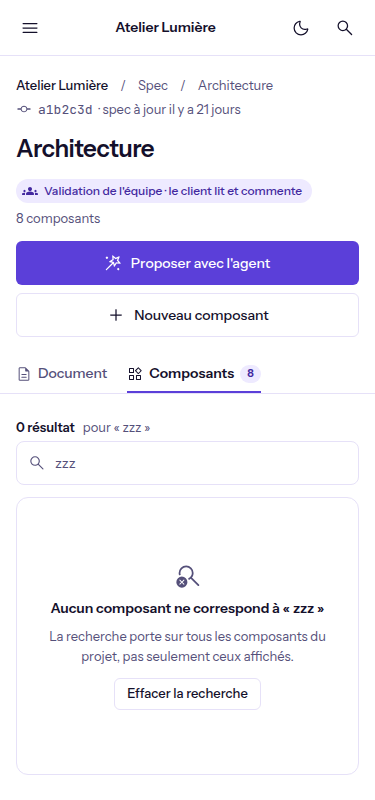 Atelier Lumière
Atelier Lumière / Spec / Architecture
a1b2c3d · spec à jour il y a 21 jours
Architecture
Validation de l'équipe · le client lit et commente
8 composants
Proposer avec l'agent
Nouveau composant
Document Composants 8
0 résultat pour « zzz »
zzz
Aucun composant ne correspond à « zzz »
La recherche porte sur tous les composants du
projet, pas seulement ceux affichés.
Effacer la recherche